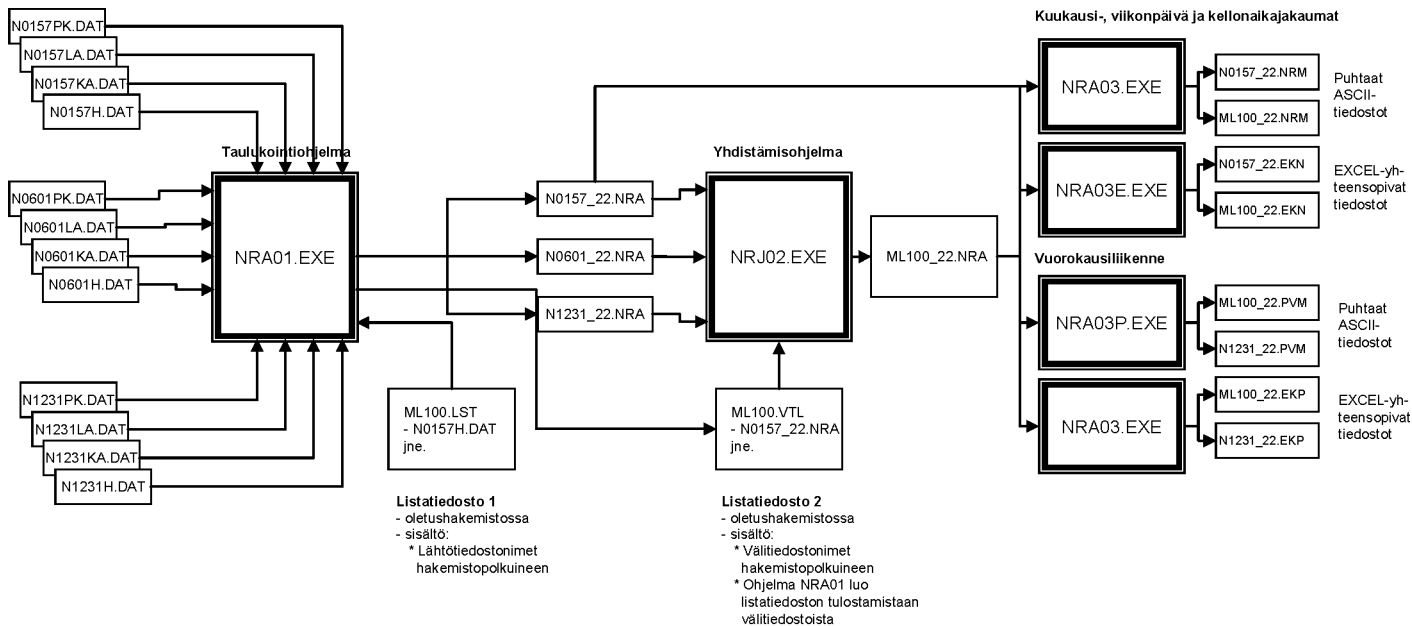 N0157PK.DAT
N0157LA.DAT
N0157KA.DAT
N0157H.DAT
Taulukointiohjelma
N0601PK.DAT
N0601LA.DAT
N0601KA.DAT
N0601H.DAT
NRA01.EXE
N1231PK.DAT
N1231LA.DAT
N1231KA.DAT
N1231H.DAT
ML100.LST
- N0157H.DAT
jne.
Listatiedosto 1
- oletushakemistossa
- sisältö:
* Lähtötiedostonimet
hakemistopolkuineen
N0157_22.NRA
N0601_22.NRA
N1231_22.NRA
Yhdistämisohjelma
NRJ02.EXE
ML100.VTL
- N0157_22.NRA
jne.
Listatiedosto 2
- oletushakemistossa
- sisältö:
* Välitiedostonimet
hakemistopolkuineen
* Ohjelma NRA01 luo
listatiedoston tulostamistaan
välitiedostoista
ML100_22.NRA
Kuukausi-, viikonpäivä ja kellonaikajakaumat
NRA03.EXE
N0157_22.NRM
ML100_22.NRM
Puhtaat
ASCII-
tiedostot
NRA03E.EXE
N0157_22.EKN
ML100_22.EKN
EXCEL-yh-
teensopivat
tiedostot
Vuorokausiliikenne
NRA03P.EXE
ML100_22.PVM
N1231_22.PVM
Puhtaat
ASCII-
tiedostot
NRA03.EXE
ML100_22.EKP
N1231_22.EKP
EXCEL-yh-
teensopivat
tiedostot